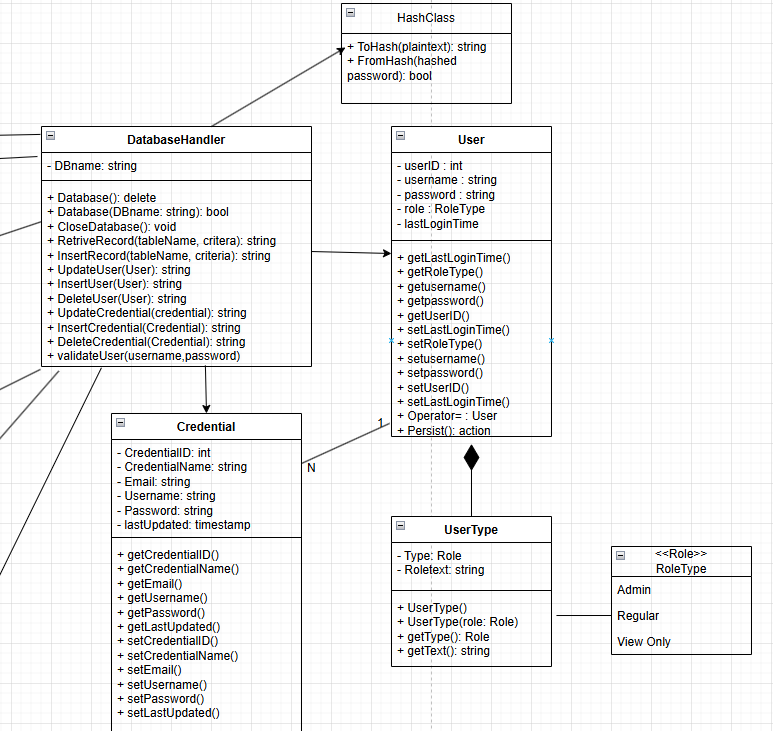 HashClass
+ ToHash(plaintext): string
+ FromHash(hashed
password): bool
DatabaseHandler
- DBname: string
+ Database(): delete
+ Database(DBname: string): bool
+ CloseDatabase(): void
+ RetriveRecord(tableName, critera): string
+ InsertRecord(tableName, criteria): string
+ UpdateUser(User): string
+ InsertUser(User): string
+ DeleteUser(User): string
+ UpdateCredential(credential): string
+ InsertCredential(Credential): string
+ DeleteCredential(Credential): string
+ validateUser(username,password)
User
- userID : int
- username : string
- password : string
- role : RoleType
- lastLoginTime
+ getLastLoginTime()
+ getRoleType()
+ getusername()
+ getpassword()
+ getUserID()
+ setLastLoginTime()
+ setRoleType()
+ setusername()
+ setpassword()
+ setUserID()
+ setLastLoginTime()
+ Operator= : User
+ Persist(): action
1
N
Credential
- CredentialID: int
- CredentialName: string
- Email: string
- Username: string
- Password: string
- lastUpdated: timestamp
+ getCredentialID()
+ getCredentialName()
+ getEmail()
+ getUsername()
+ getPassword()
+ getLastUpdated()
+ setCredentialID()
+ setCredentialName()
+ setEmail()
+ setUsername()
+ setPassword()
+ setLastUpdated()
UserType
- Type: Role
- Roletext: string
+ UserType()
+ UserType(role: Role)
+ getType(): Role
+ getText(): string
<<Role>>
RoleType
Admin
Regular
View Only